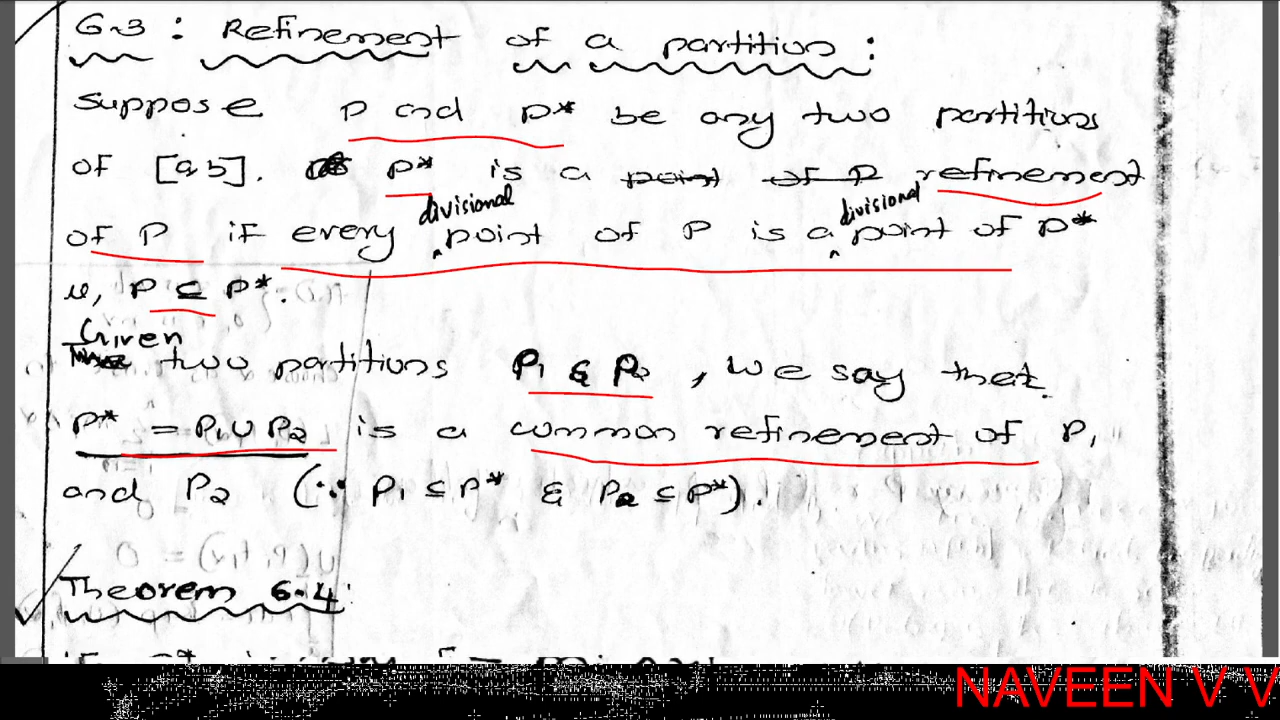 6.3 : Refinement of a partition :
Suppose P and P* be any two partitions
of [a,b]. P* is a point of P refinement
divisional divisional
of P if every point of P is a point of P*
ie, P ⊆ P*.
Given
two partitions P1 & P2 , we say that
P* = P1 ∪ P2 is a common refinement of P1
and P2 (∵ P1 ⊆ P* & P2 ⊆ P*).
Theorem 6.4
NAVEEN V V